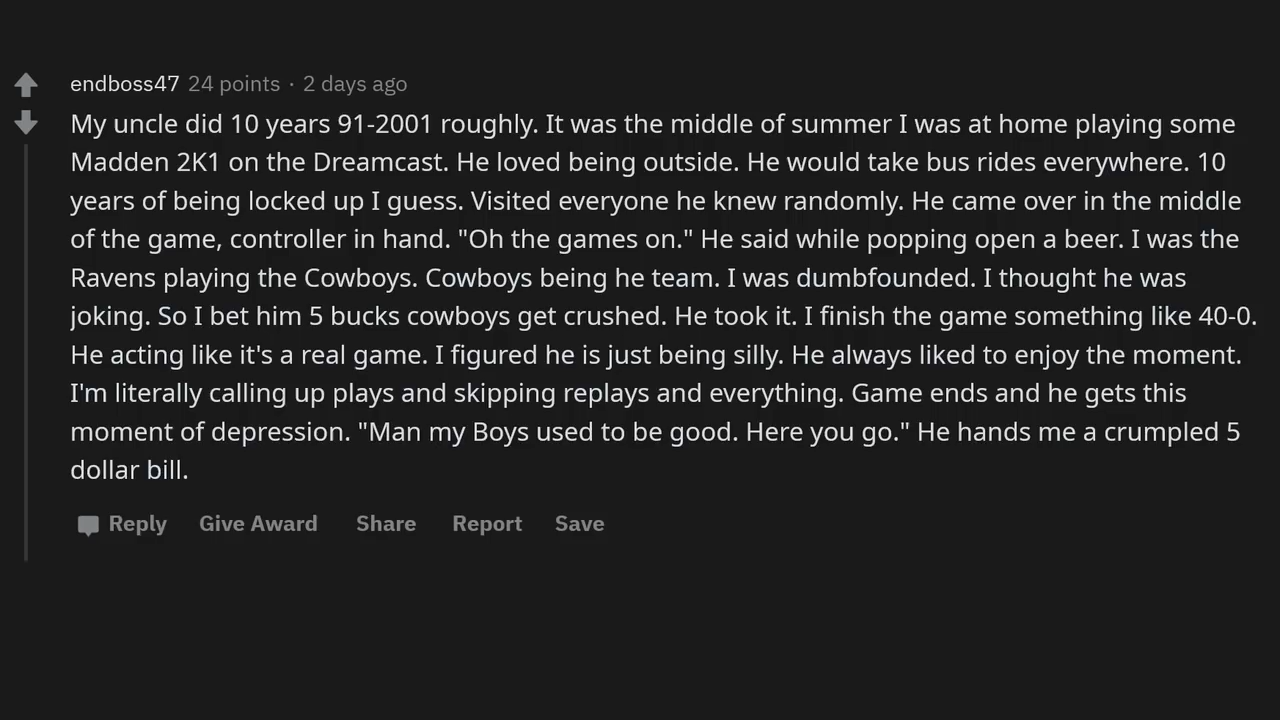 endboss47 24 points · 2 days ago
My uncle did 10 years 91-2001 roughly. It was the middle of summer I was at home playing some
Madden 2K1 on the Dreamcast. He loved being outside. He would take bus rides everywhere. 10
years of being locked up I guess. Visited everyone he knew randomly. He came over in the middle
of the game, controller in hand. "Oh the games on." He said while popping open a beer. I was the
Ravens playing the Cowboys. Cowboys being he team. I was dumbfounded. I thought he was
joking. So I bet him 5 bucks cowboys get crushed. He took it. I finish the game something like 40-0.
He acting like it's a real game. I figured he is just being silly. He always liked to enjoy the moment.
I'm literally calling up plays and skipping replays and everything. Game ends and he gets this
moment of depression. "Man my Boys used to be good. Here you go." He hands me a crumpled 5
dollar bill.
Reply Give Award Share Report Save